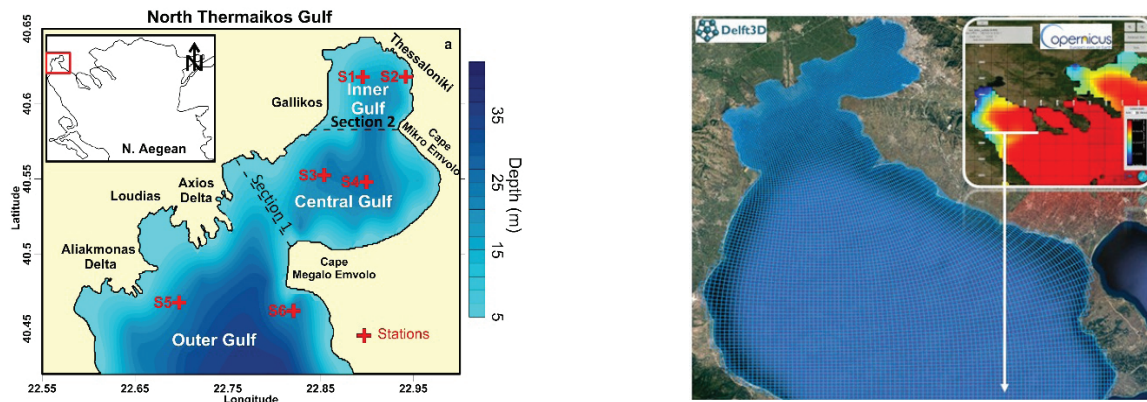 North Thermaikos Gulf
a
N
N. Aegean
Thessaloniki
S1
S2
Inner
Gulf
Gallikos
Section 2
Cape
Mikro Emvolo
S3
S4
Central Gulf
Section 1
Axios
Delta
Loudias
Aliakmonas
Delta
Cape
Megalo Emvolo
S5
S6
Outer Gulf
Stations
40.65
40.6
40.55
40.5
40.45
Latitude
22.55
22.65
22.75
22.85
22.95
Longitude
35
25
15
5
Depth (m)
Delft3D
Copernicus